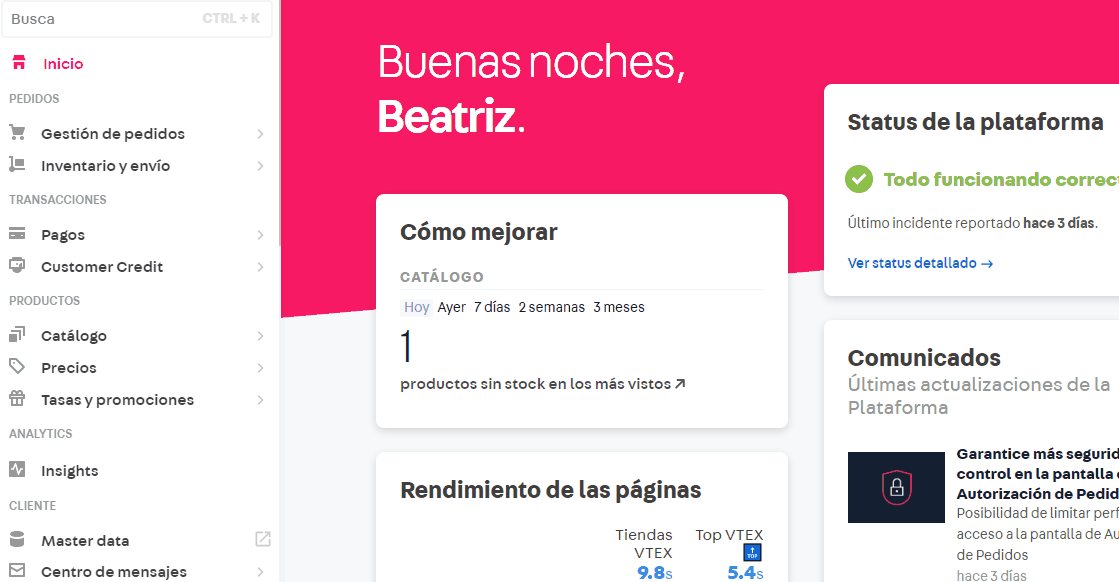 Busca CTRL + K
Inicio
PEDIDOS
Gestión de pedidos
Inventario y envío
TRANSACCIONES
Pagos
Customer Credit
PRODUCTOS
Catálogo
Precios
Tasas y promociones
ANALYTICS
Insights
CLIENTE
Master data
Centro de mensajes
Buenas noches,
Beatriz.
Cómo mejorar
CATÁLOGO
Hoy Ayer 7 días 2 semanas 3 meses
1
productos sin stock en los más vistos
Rendimiento de las páginas
Tiendas Top VTEX
VTEX
TOP
9.8s 5.4s
Status de la plataforma
Todo funcionando correct
Último incidente reportado hace 3 días.
Ver status detallado →
Comunicados
Últimas actualizaciones de la
Plataforma
Garantice más segurid
control en la pantalla
Autorización de Pedid
Posibilidad de limitar perf
acceso a la pantalla de Au
de Pedidos
hace 3 días